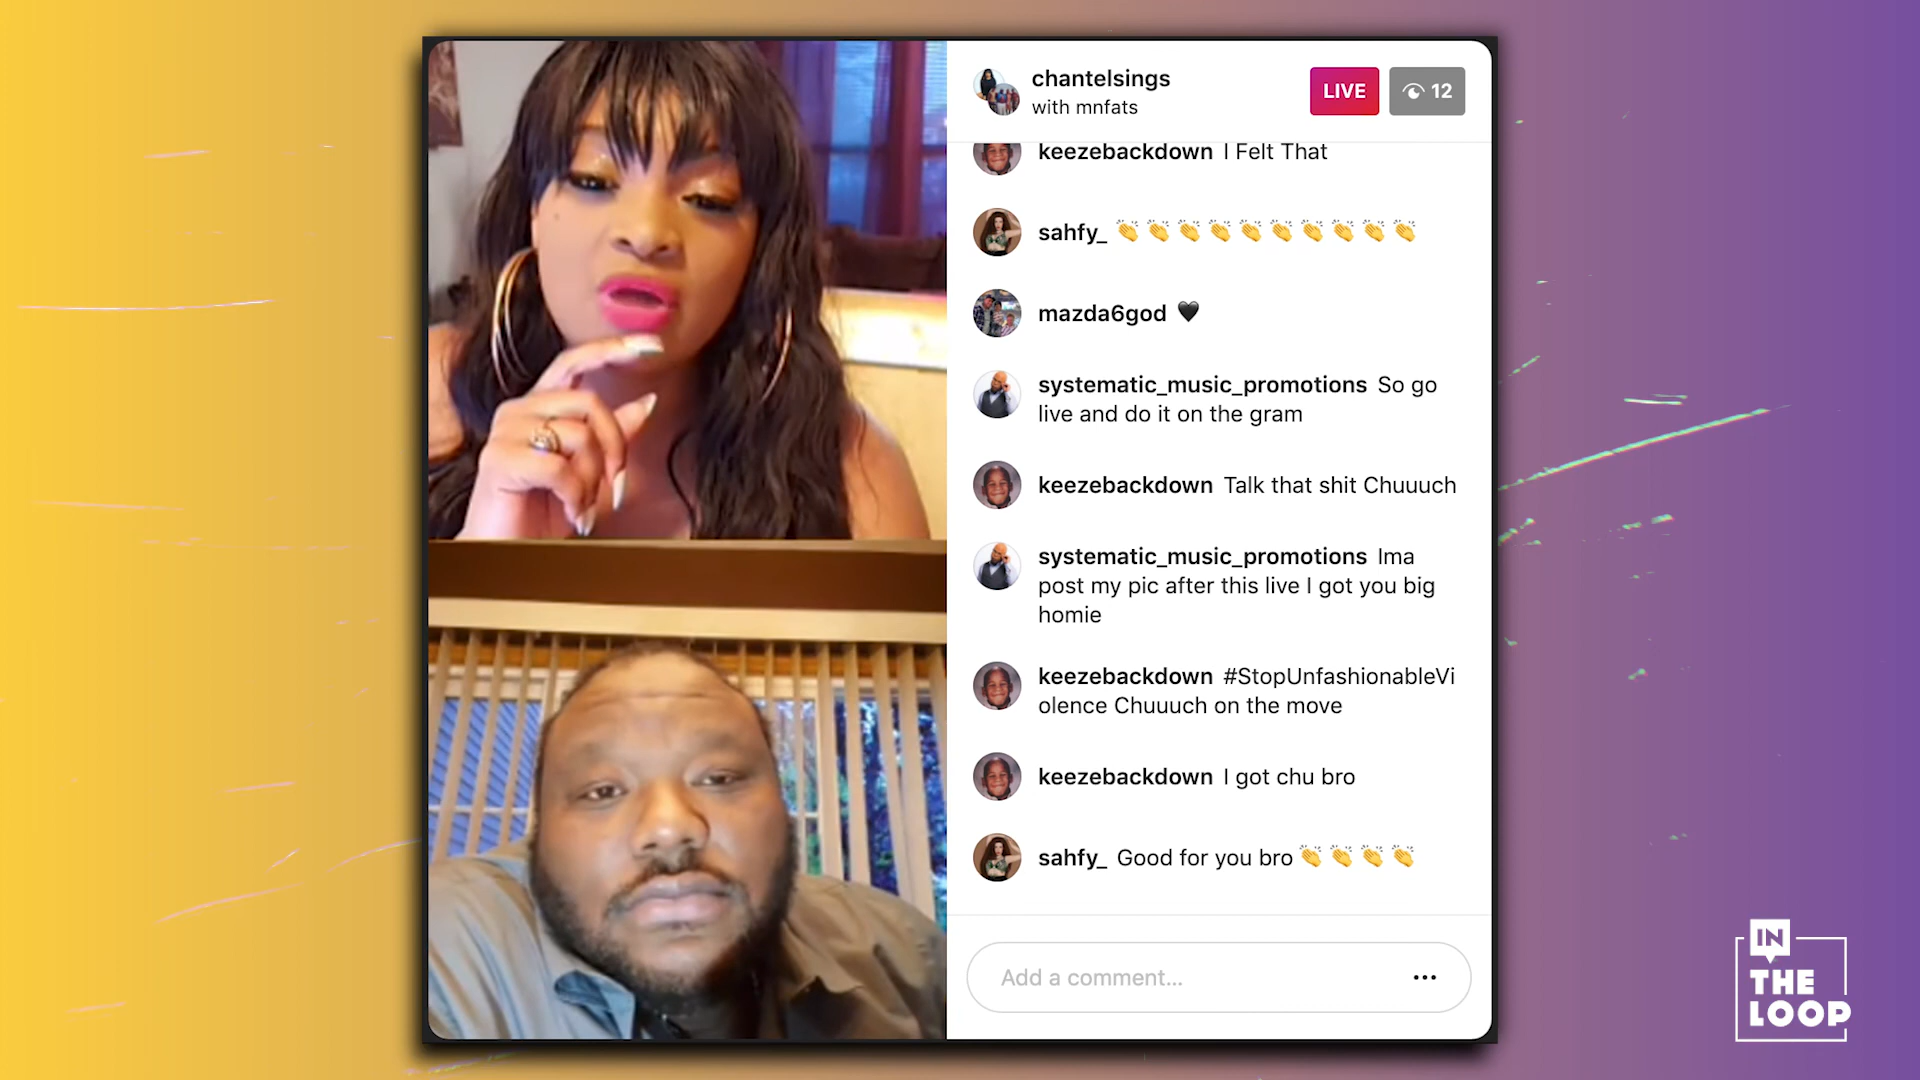 chantelsings
with mnfats
LIVE
12
keezebackdown I Felt That
sahfy_ 👏👏👏👏👏👏👏👏👏👏
mazda6god 🖤
systematic_music_promotions So go
live and do it on the gram
keezebackdown Talk that shit Chuuuch
systematic_music_promotions Ima
post my pic after this live I got you big
homie
keezebackdown #StopUnfashionableVi
olence Chuuuch on the move
keezebackdown I got chu bro
sahfy_ Good for you bro 👏👏👏👏
Add a comment...
IN
THE
LOOP